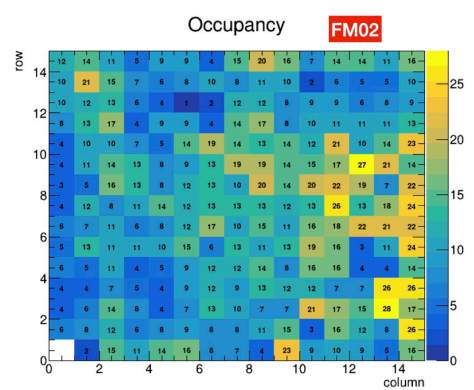 Occupancy
FM02
row
12 14 11 5 9 9 4 15 20 16 7 14 11 11 16
14
10 21 15 7 6 8 10 8 11 10 2 6 5 5 10
25
12
10 12 13 6 4 1 2 12 12 8 9 9 6 8 9
8 13 17 4 9 9 4 14 17 8 10 11 11 11 13
20
10
4 10 10 7 5 14 19 14 13 14 11 21 10 14 23
4 11 14 13 9 8 13 19 19 14 15 17 27 21 14
8
3 5 16 13 8 12 13 10 20 14 20 22 19 7 22
15
4 12 8 11 14 12 13 13 13 13 11 26 13 18 24
6
6 7 11 6 12 6 17 10 15 11 16 18 22 21 22
5 13 11 11 10 15 6 13 11 13 19 16 3 11 24
10
4
6 5 11 4 5 9 12 12 14 8 16 16 4 4 14
4 4 7 5 4 8 13 9 13 12 12 7 7 26 26
5
2
4 6 14 8 14 9 13 10 7 7 21 17 15 28 17
6 8 12 6 8 9 8 8 11 15 3 16 12 8 26
0
2 15 11 14 16 8 7 4 23 9 10 9 5 16
0
0 2 4 6 8 10 12 14
column